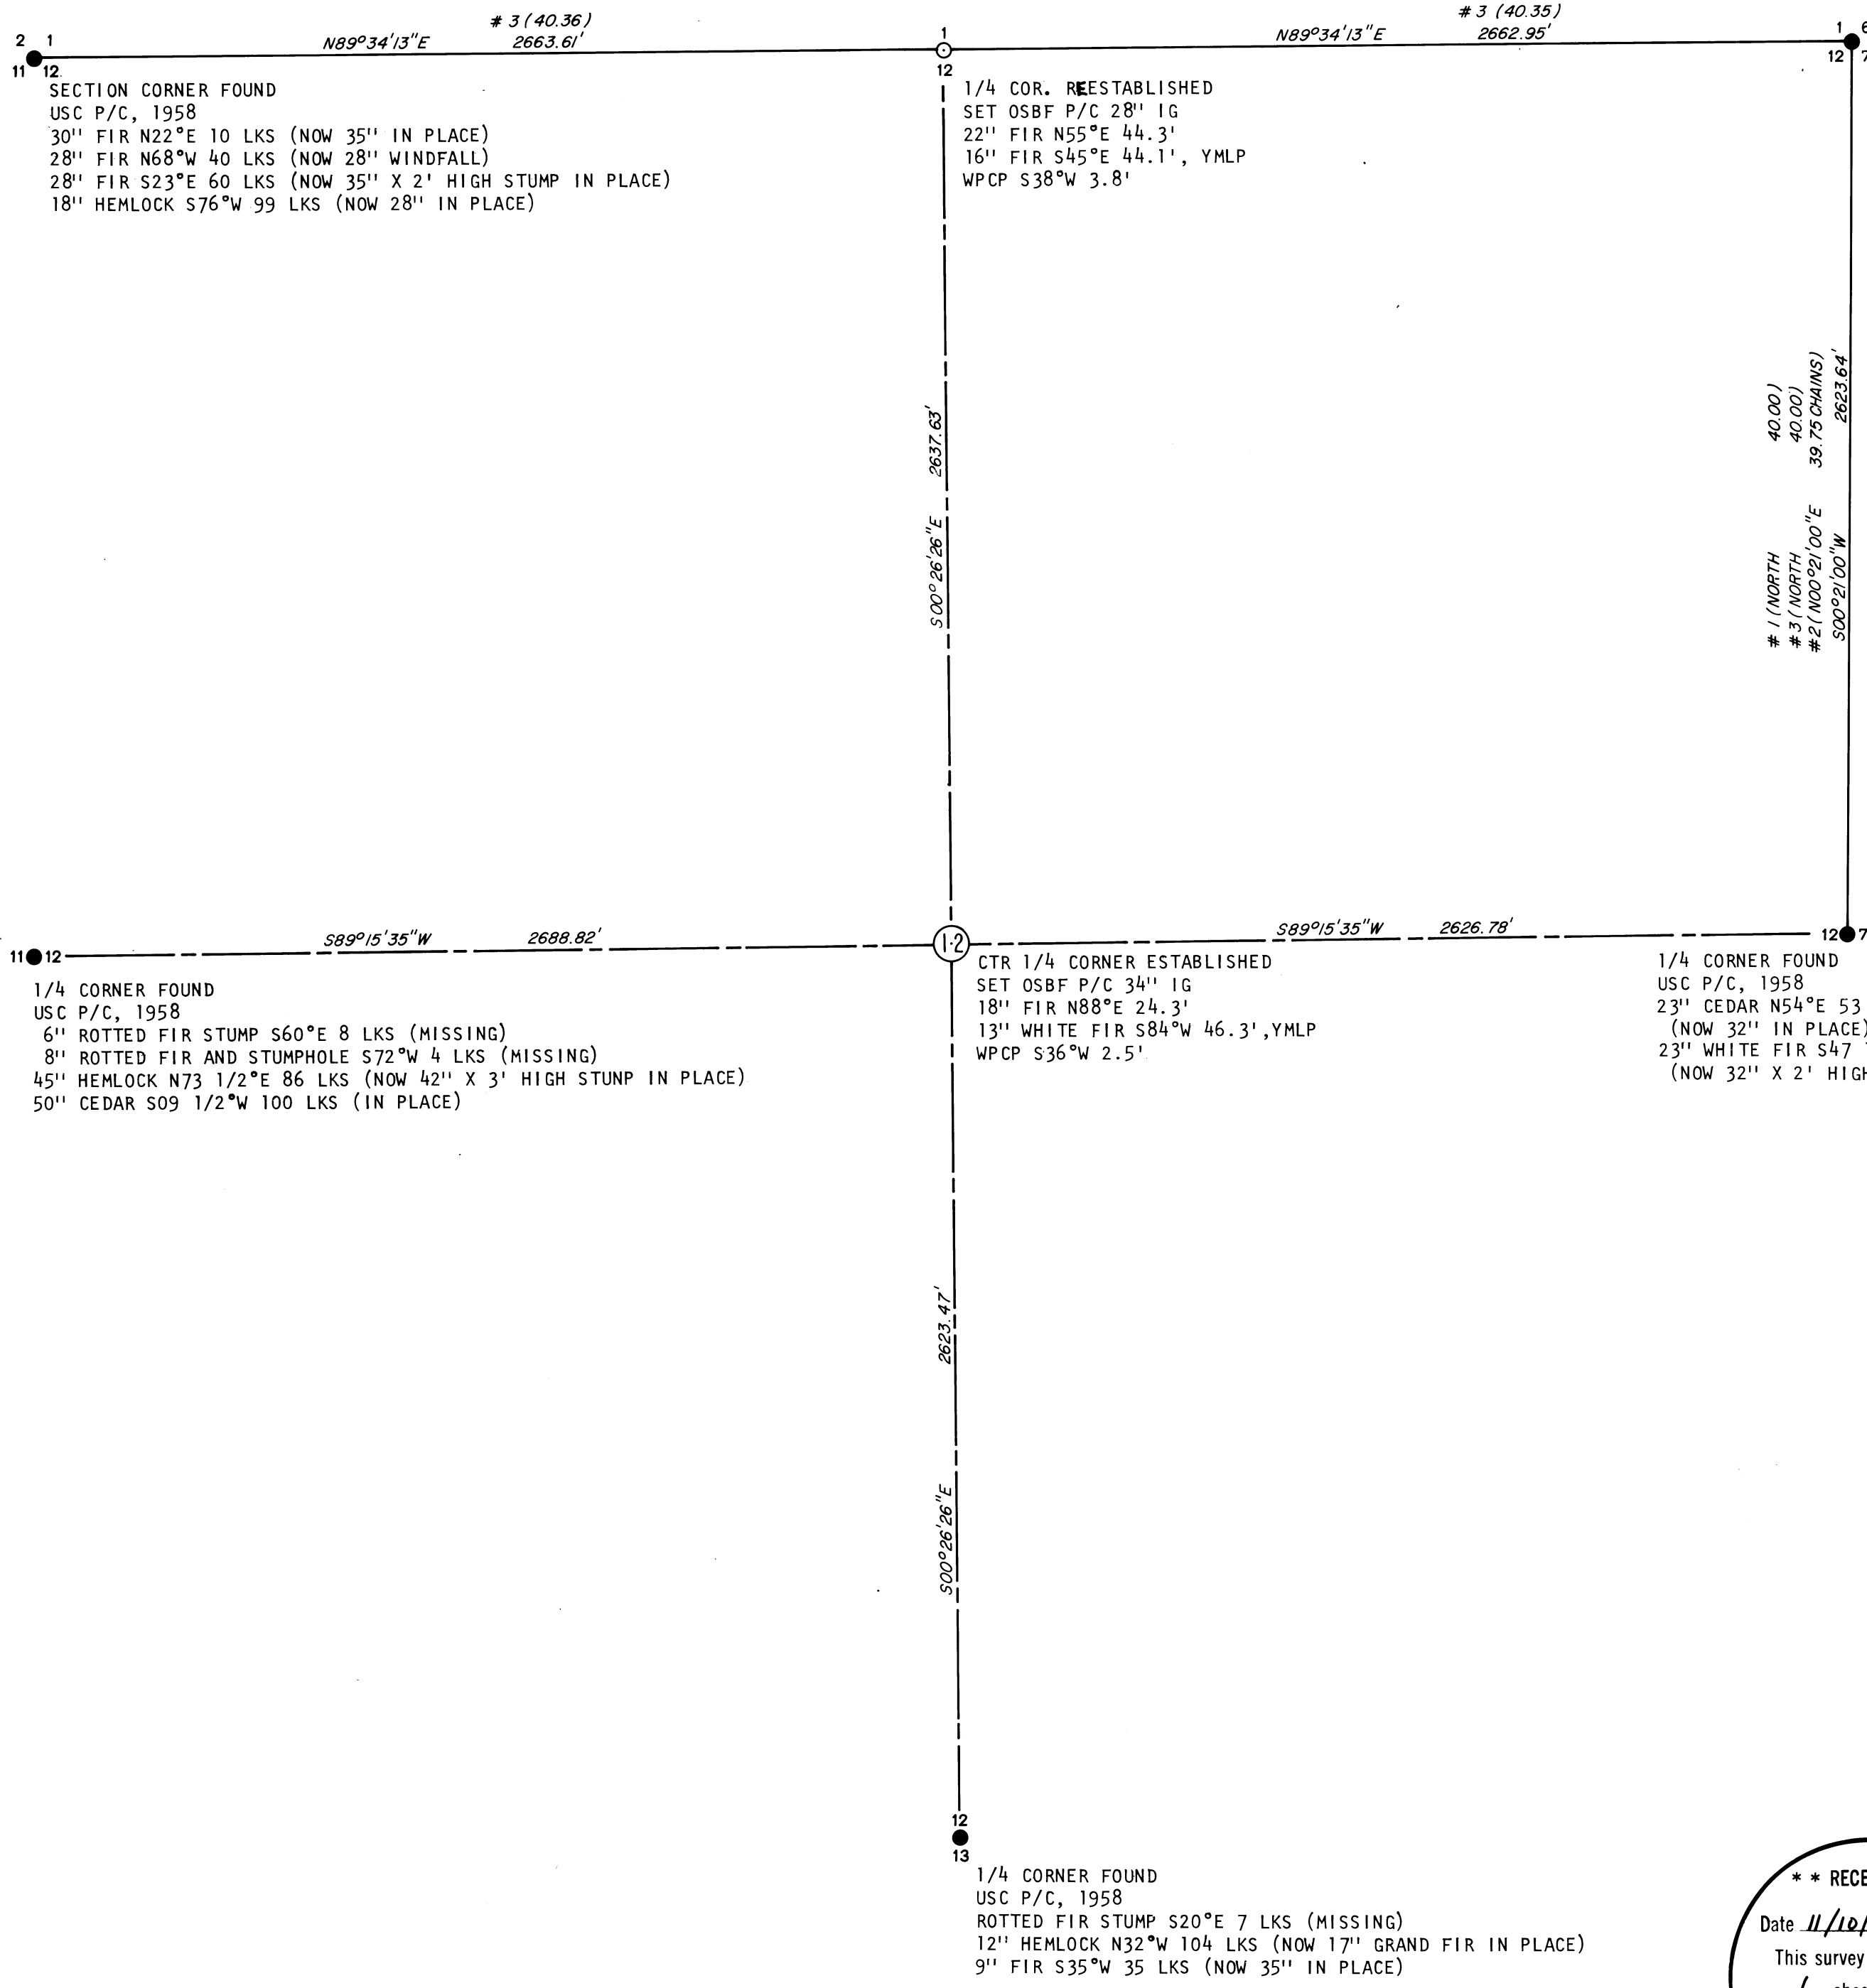 # 3 (40.36)
N89°34'13"E 2663.61'
# 3 (40.35)
N89°34'13"E 2662.95'
2 1
11 12
1
12
1 6
12 7
SECTION CORNER FOUND
USC P/C, 1958
30" FIR N22°E 10 LKS (NOW 35" IN PLACE)
28" FIR N68°W 40 LKS (NOW 28" WINDFALL)
28" FIR S23°E 60 LKS (NOW 35" X 2' HIGH STUMP IN PLACE)
18" HEMLOCK S76°W 99 LKS (NOW 28" IN PLACE)
1/4 COR. REESTABLISHED
SET OSBF P/C 28" IG
22" FIR N55°E 44.3'
16" FIR S45°E 44.1', YMLP
WPCP S38°W 3.8'
S00°26'26"E 2637.63'
# 1 (NORTH 40.00)
# 3 (NORTH 40.00)
# 2 (N00°21'00"E 39.75 CHAINS)
S00°21'00"W 2623.64'
11 12
S89°15'35"W 2688.82'
1·2
S89°15'35"W 2626.78'
12 7
1/4 CORNER FOUND
USC P/C, 1958
6" ROTTED FIR STUMP S60°E 8 LKS (MISSING)
8" ROTTED FIR AND STUMPHOLE S72°W 4 LKS (MISSING)
45" HEMLOCK N73 1/2°E 86 LKS (NOW 42" X 3' HIGH STUNP IN PLACE)
50" CEDAR S09 1/2°W 100 LKS (IN PLACE)
CTR 1/4 CORNER ESTABLISHED
SET OSBF P/C 34" IG
18" FIR N88°E 24.3'
13" WHITE FIR S84°W 46.3',YMLP
WPCP S36°W 2.5'
1/4 CORNER FOUND
USC P/C, 1958
23" CEDAR N54°E 53
(NOW 32" IN PLACE)
23" WHITE FIR S47
(NOW 32" X 2' HIGH
S00°26'26"E 2623.47'
12
13
1/4 CORNER FOUND
USC P/C, 1958
ROTTED FIR STUMP S20°E 7 LKS (MISSING)
12" HEMLOCK N32°W 104 LKS (NOW 17" GRAND FIR IN PLACE)
9" FIR S35°W 35 LKS (NOW 35" IN PLACE)
* * RECE
Date 11/10/
This survey